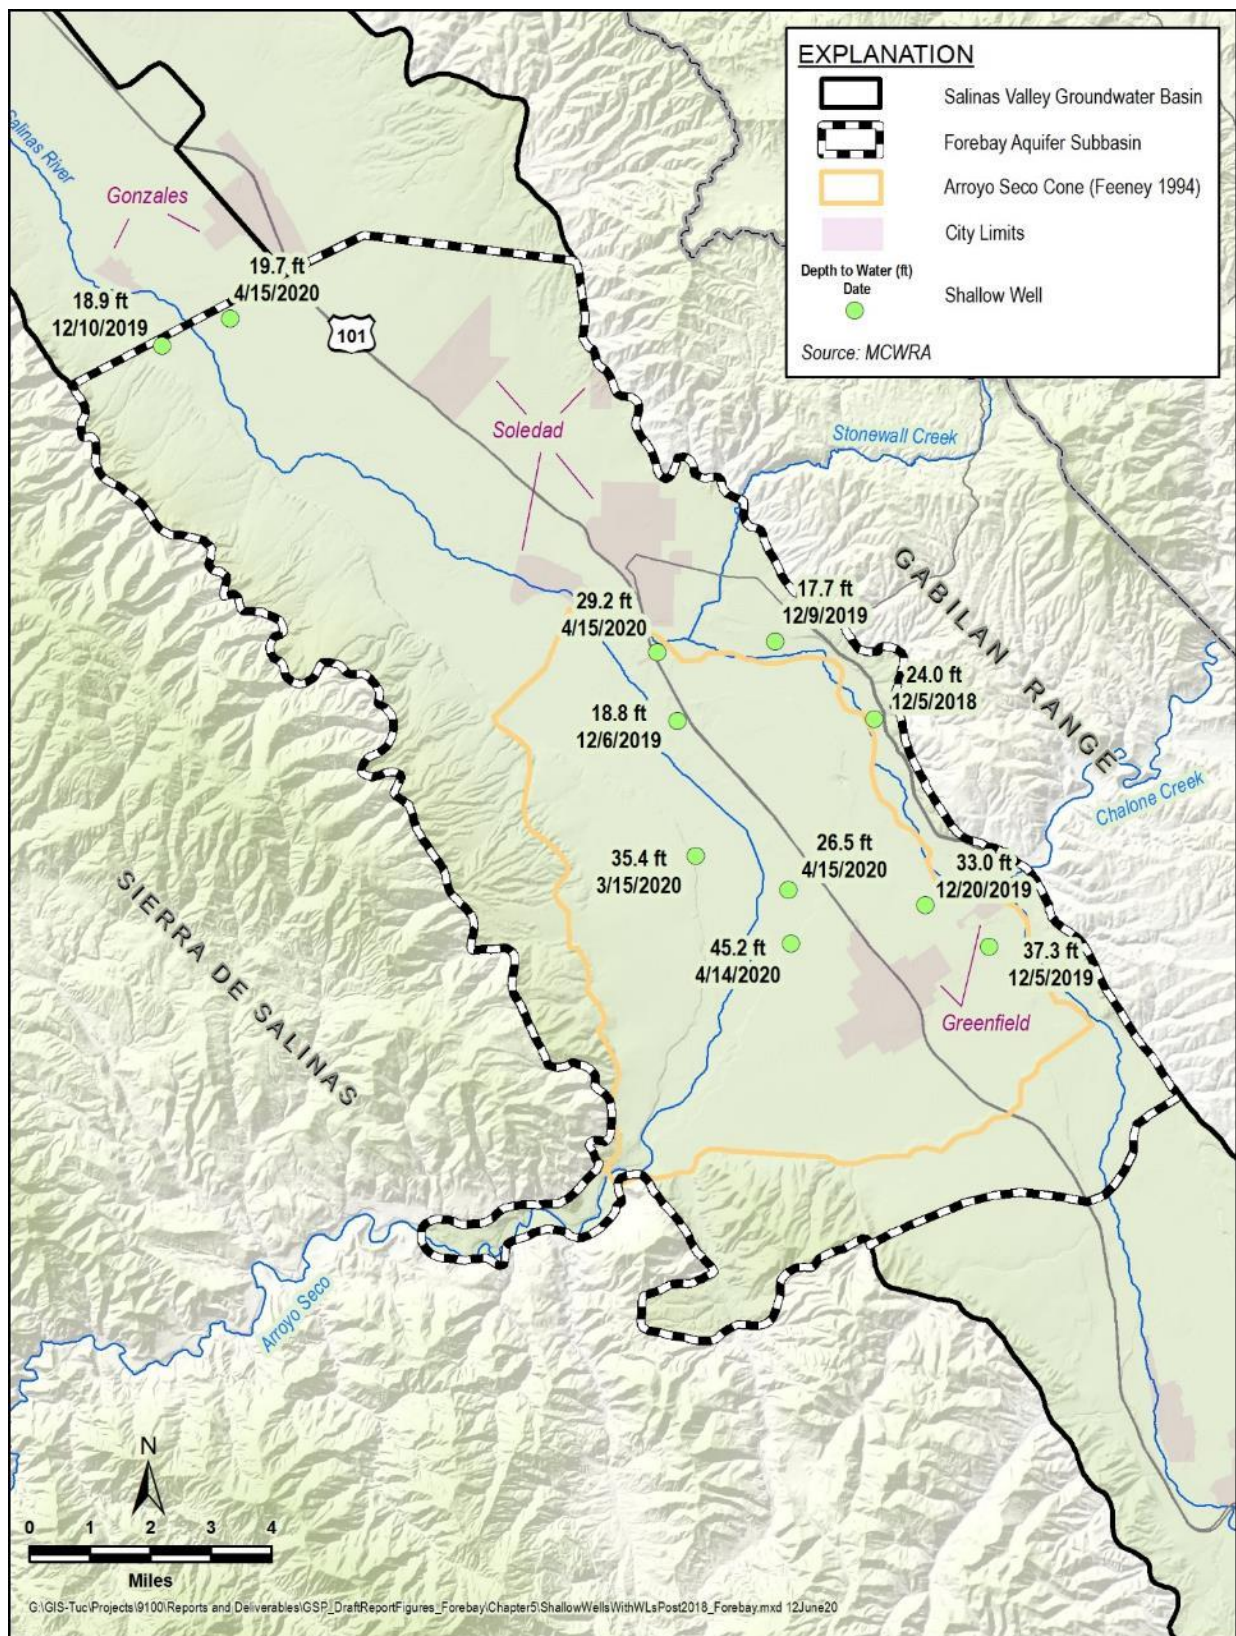 EXPLANATION
Salinas Valley Groundwater Basin
Forebay Aquifer Subbasin
Arroyo Seco Cone (Feeney 1994)
City Limits
Depth to Water (ft)
Date
Shallow Well
Source: MCWRA
Salinas River
Gonzales
19.7 ft
4/15/2020
18.9 ft
12/10/2019
101
Soledad
Stonewall Creek
GABILAN RANGE
17.7 ft
12/9/2019
29.2 ft
4/15/2020
24.0 ft
12/5/2018
18.8 ft
12/6/2019
Chalone Creek
26.5 ft
4/15/2020
35.4 ft
3/15/2020
33.0 ft
12/20/2019
45.2 ft
4/14/2020
37.3 ft
12/5/2019
Greenfield
SIERRA DE SALINAS
Arroyo Seco
N
0 1 2 3 4
Miles
G:\GIS-Tuc\Projects\9100\Reports and Deliverables\GSP_DraftReportFigures_Forebay\Chapter5\ShallowWellsWithWLsPost2018_Forebay.mxd 12June20